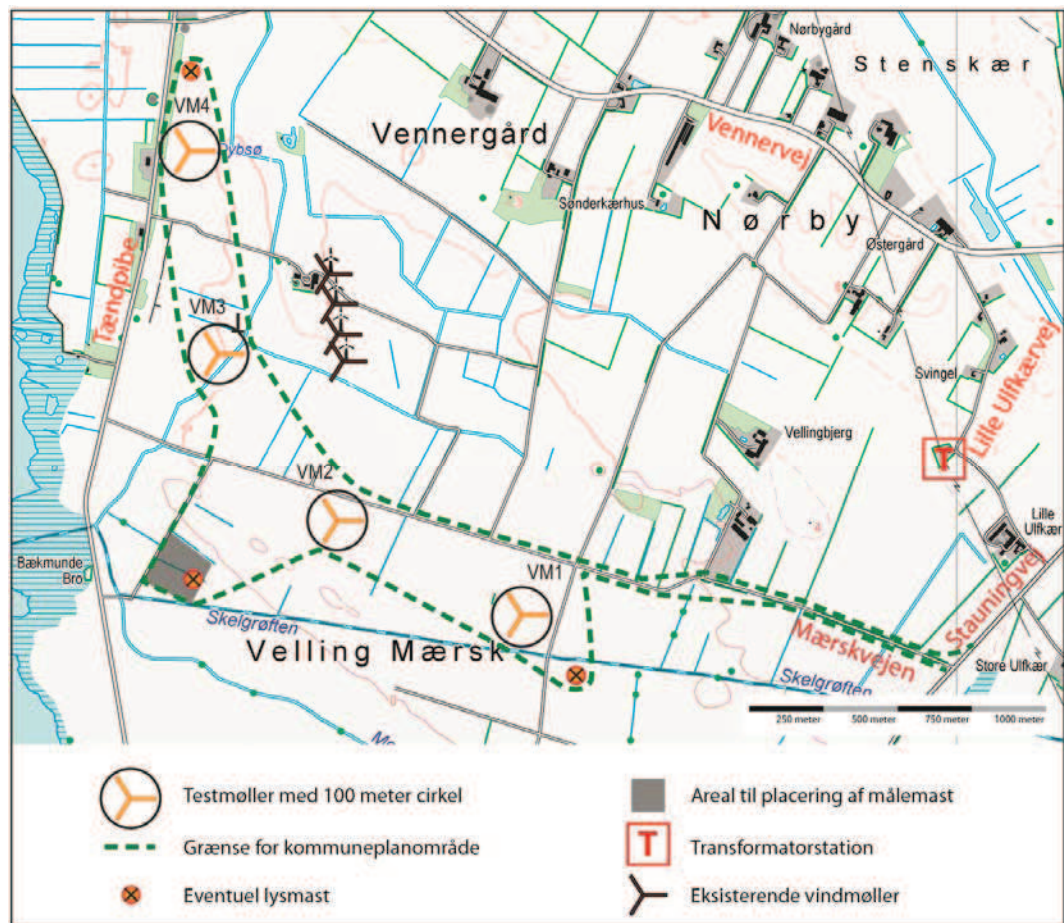 Nørbygård
Stenskær
VM4
Vennergård
Vennervej
Sønderkærhus
Nørby
Østergård
Tændpibe
VM3
Svingel
Lille Ulfkærvej
Vellingbjerg
T
VM2
Lille
Ulfkær
Bækmunde
Bro
VM1
Stauningvej
Skelgrøften
Velling Mærsk
Mærskvejen
Store Ulfkær
Skelgrøften
250 meter 500 meter 750 meter 1000 meter
Testmøller med 100 meter cirkel
Areal til placering af målemast
Grænse for kommuneplanområde
T Transformatorstation
Eventuel lysmast
Eksisterende vindmøller